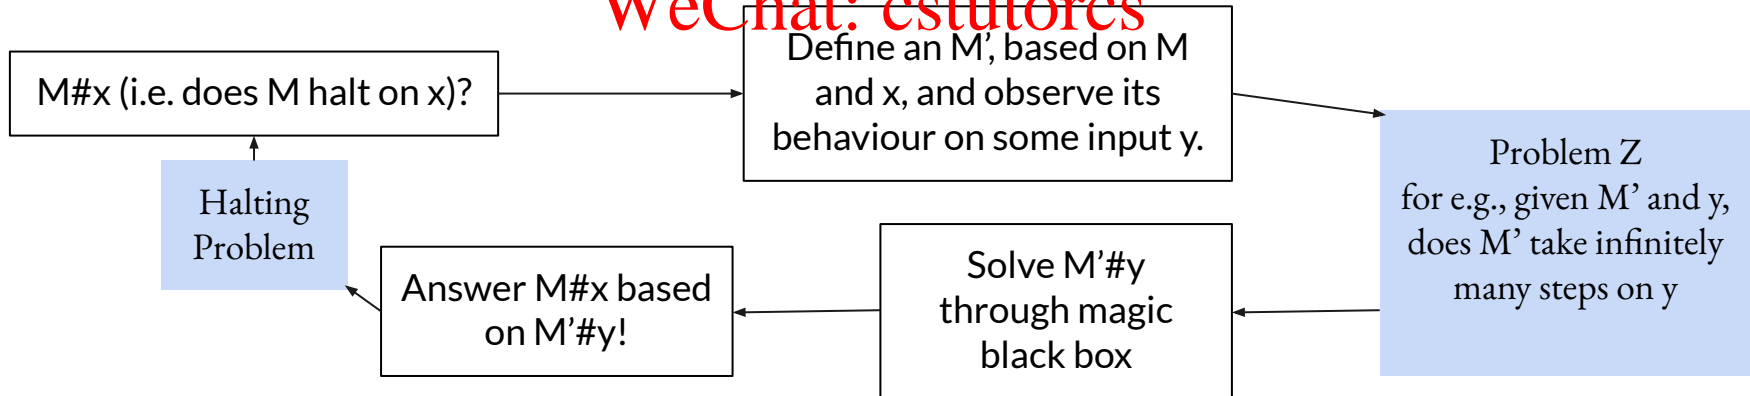 WeChat: cstutorcs
M#x (i.e. does M halt on x)?
Define an M’, based on M
and x, and observe its
behaviour on some input y.
Problem Z
for e.g., given M’ and y,
does M’ take infinitely
many steps on y
Solve M’#y
through magic
black box
Answer M#x based
on M’#y!
Halting
Problem